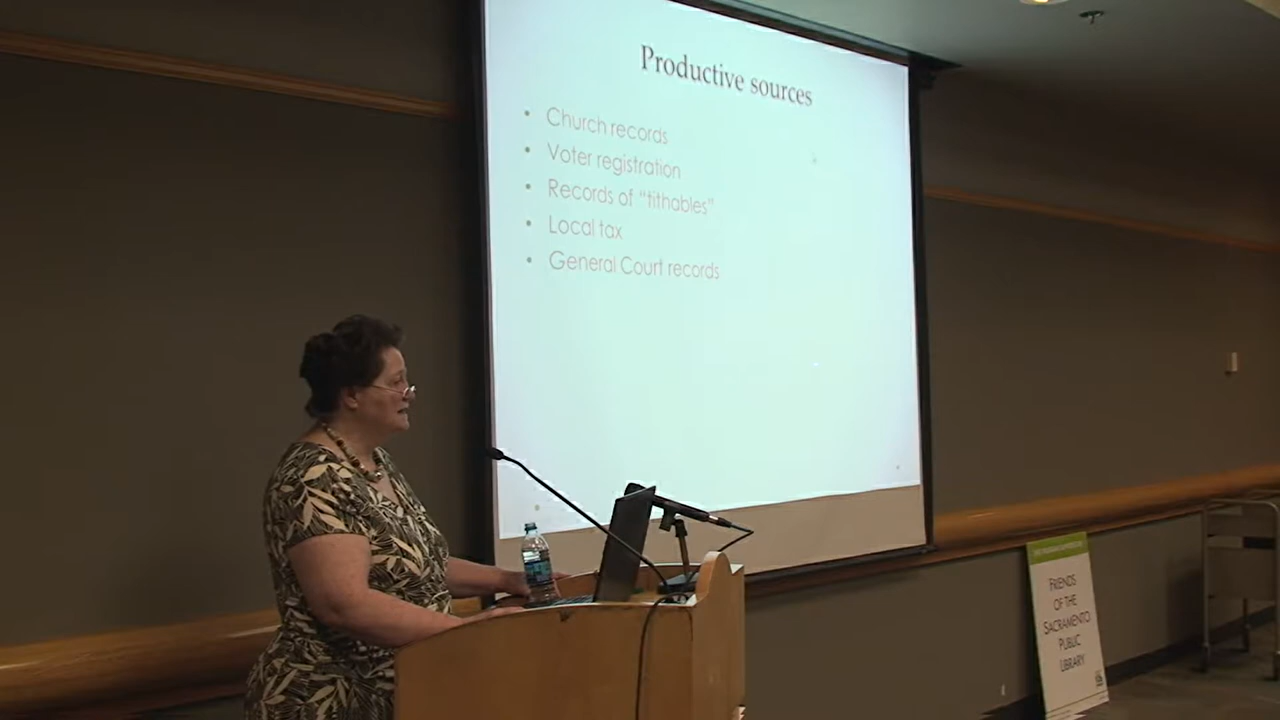 Productive sources
• Church records
• Voter registration
• Records of “tithables”
• Local tax
• General Court records
FRIENDS
OF THE
SACRAMENTO
PUBLIC
LIBRARY